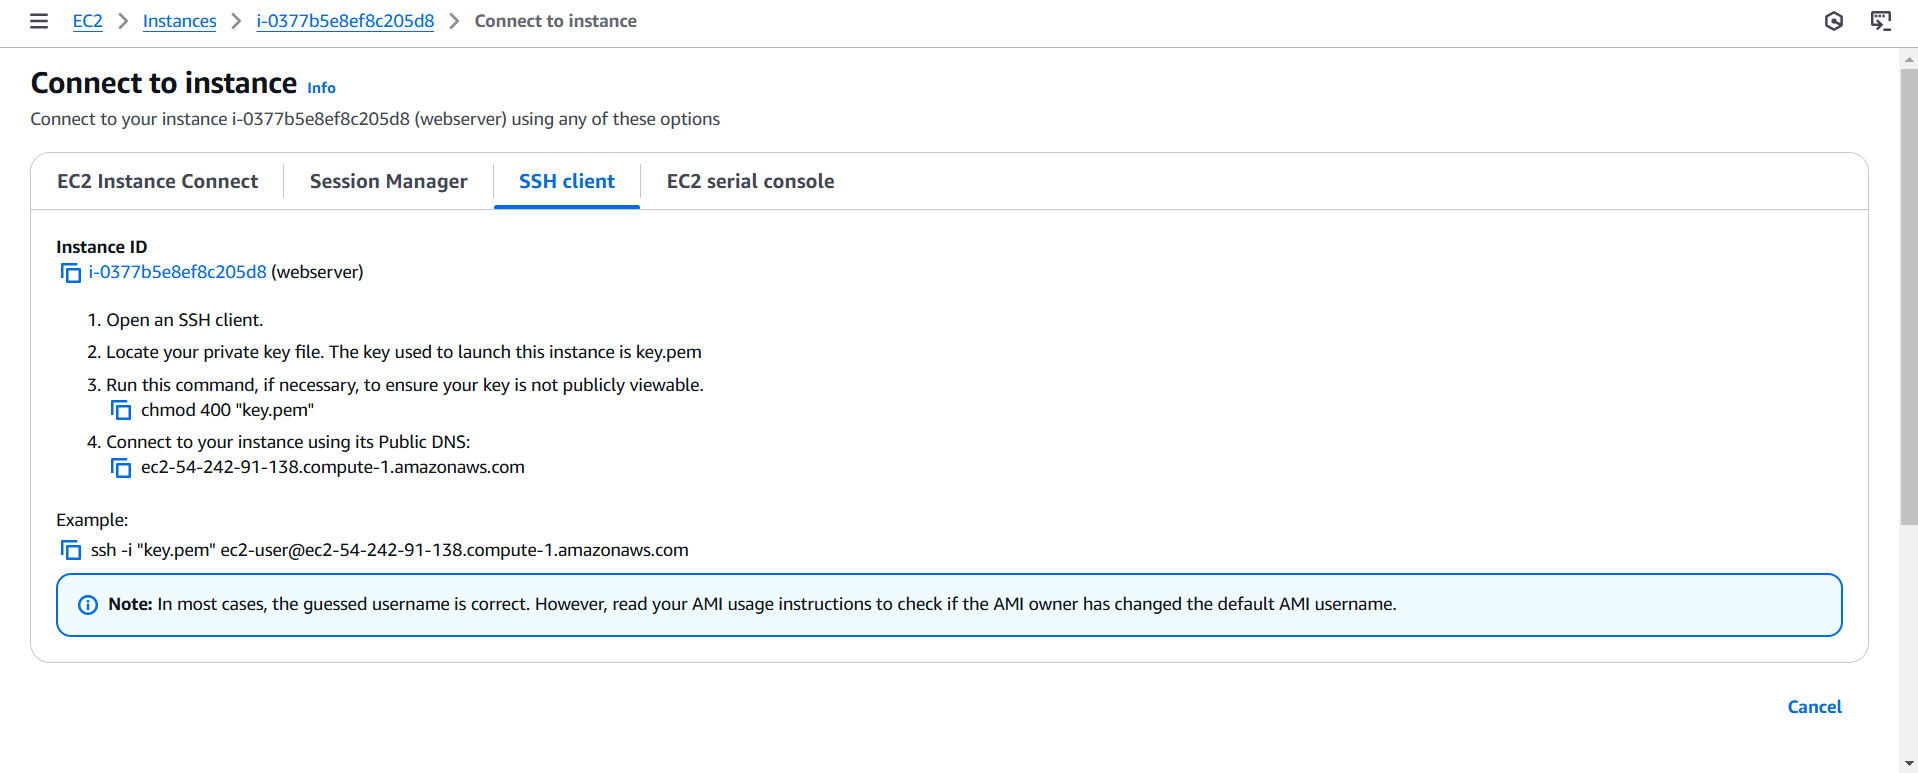 EC2 Instances i-0377b5e8ef8c205d8 Connect to instance
Connect to instance Info
Connect to your instance i-0377b5e8ef8c205d8 (webserver) using any of these options
EC2 Instance Connect Session Manager SSH client EC2 serial console
Instance ID
i-0377b5e8ef8c205d8 (webserver)
1. Open an SSH client.
2. Locate your private key file. The key used to launch this instance is key.pem
3. Run this command, if necessary, to ensure your key is not publicly viewable.
chmod 400 "key.pem"
4. Connect to your instance using its Public DNS:
ec2-54-242-91-138.compute-1.amazonaws.com
Example:
ssh -i "key.pem" ec2-user@ec2-54-242-91-138.compute-1.amazonaws.com
Note: In most cases, the guessed username is correct. However, read your AMI usage instructions to check if the AMI owner has changed the default AMI username.
Cancel